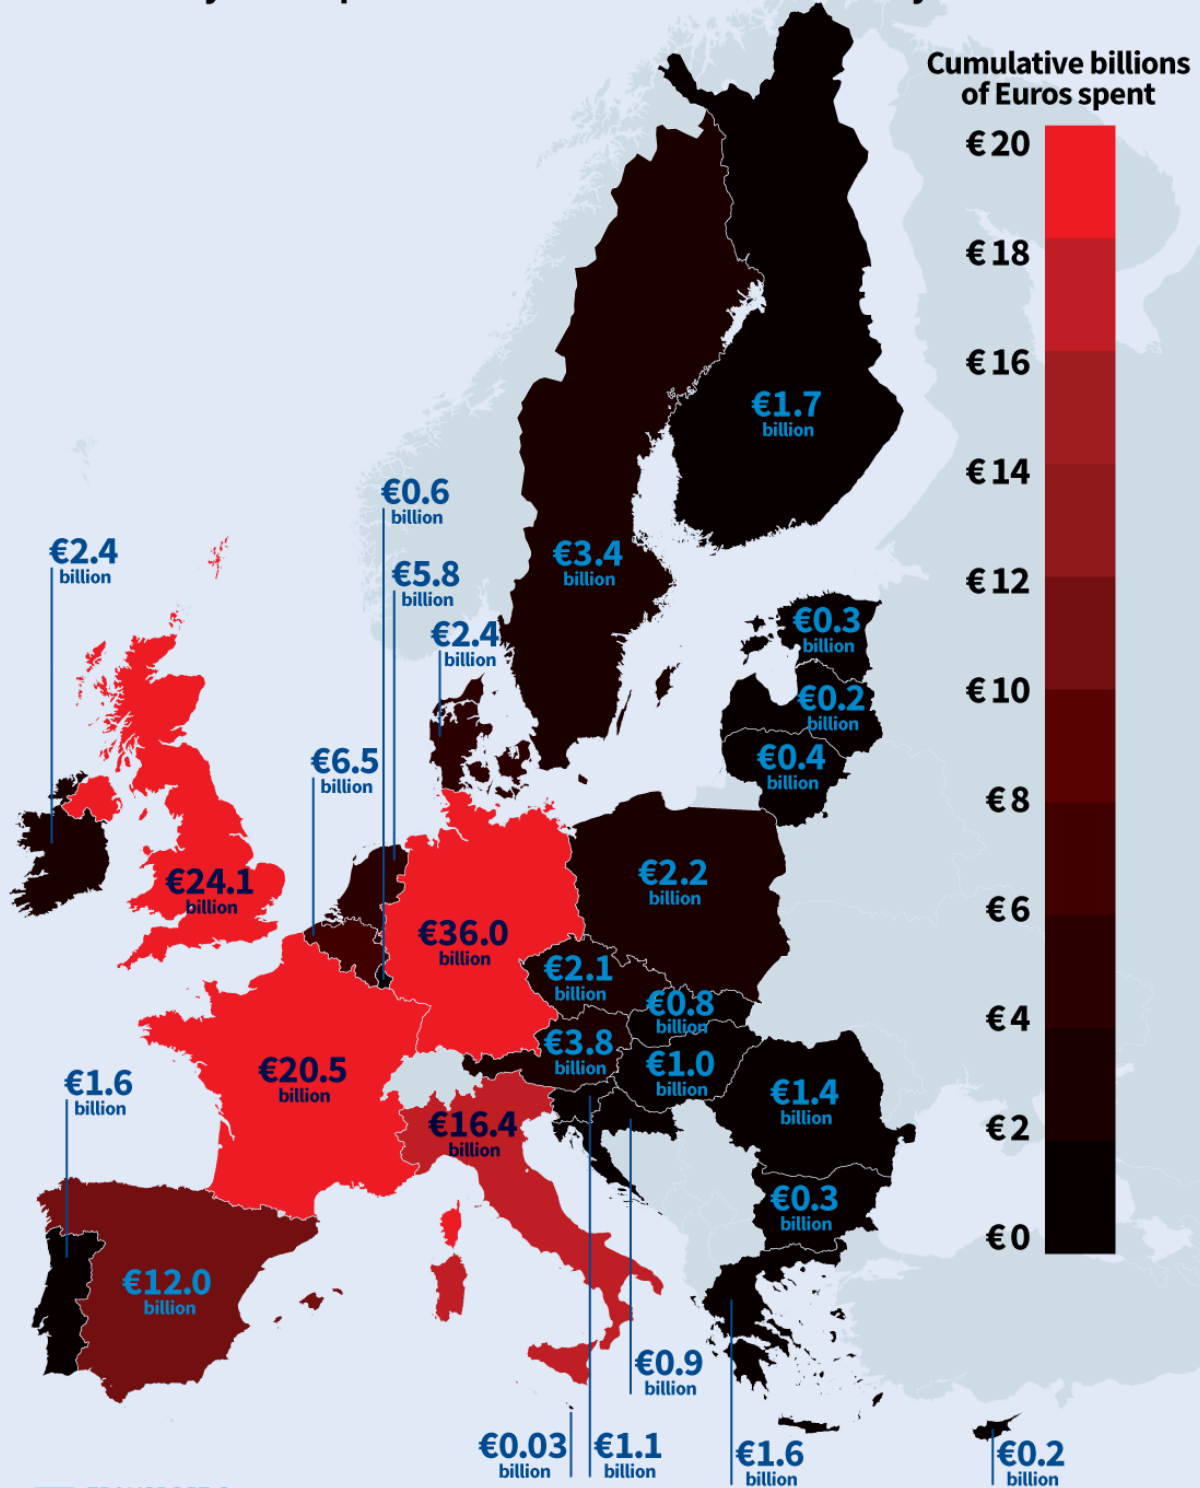 Cumulative billions
of Euros spent
€ 20
€ 18
€ 16
€ 14
€ 12
€ 10
€ 8
€ 6
€ 4
€ 2
€ 0
€1.7
billion
€0.6
billion
€2.4
billion
€3.4
billion
€5.8
billion
€2.4
billion
€0.3
billion
€0.2
billion
€6.5
billion
€0.4
billion
€24.1
billion
€2.2
billion
€36.0
billion
€2.1
billion
€0.8
billion
€3.8
billion
€1.0
billion
€20.5
billion
€1.6
billion
€1.4
billion
€16.4
billion
€0.3
billion
€12.0
billion
€0.9
billion
€0.03
billion
€1.1
billion
€1.6
billion
€0.2
billion